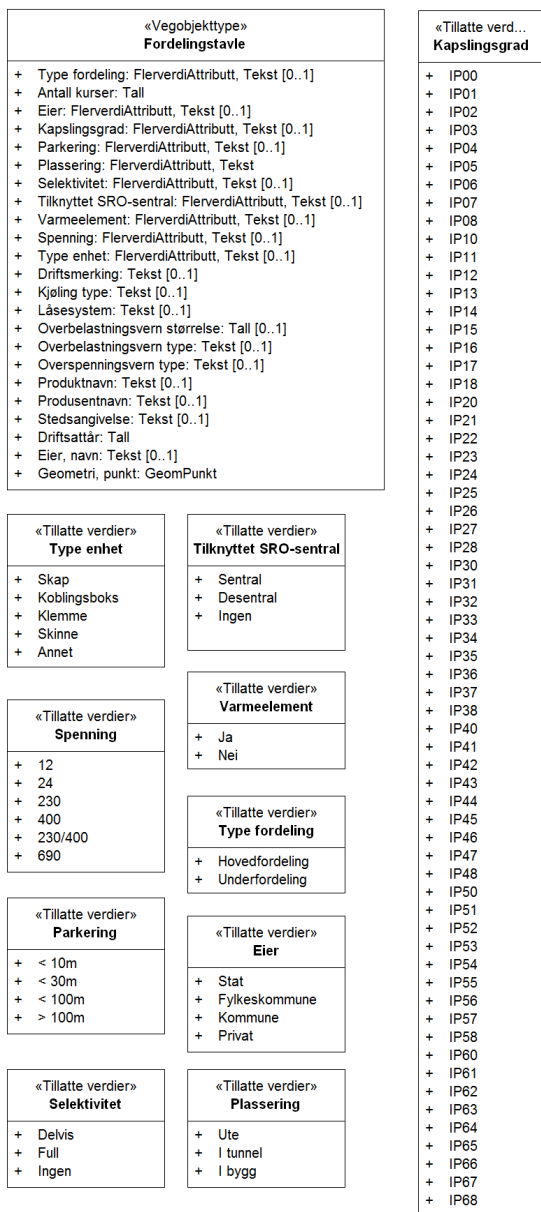 «Vegobjekttype»
Fordelingstavle
+ Type fordeling: FlerverdiAttributt, Tekst [0..1]
+ Antall kurser: Tall
+ Eier: FlerverdiAttributt, Tekst [0..1]
+ Kapslingsgrad: FlerverdiAttributt, Tekst [0..1]
+ Parkering: FlerverdiAttributt, Tekst [0..1]
+ Plassering: FlerverdiAttributt, Tekst
+ Selektivitet: FlerverdiAttributt, Tekst [0..1]
+ Tilknyttet SRO-sentral: FlerverdiAttributt, Tekst [0..1]
+ Varmeelement: FlerverdiAttributt, Tekst [0..1]
+ Spenning: FlerverdiAttributt, Tekst [0..1]
+ Type enhet: FlerverdiAttributt, Tekst [0..1]
+ Driftsmerking: Tekst [0..1]
+ Kjøling type: Tekst [0..1]
+ Låsesystem: Tekst [0..1]
+ Overbelastningsvern størrelse: Tall [0..1]
+ Overbelastningsvern type: Tekst [0..1]
+ Overspenningsvern type: Tekst [0..1]
+ Produktnavn: Tekst [0..1]
+ Produsentnavn: Tekst [0..1]
+ Stedsangivelse: Tekst [0..1]
+ Driftsattår: Tall
+ Eier, navn: Tekst [0..1]
+ Geometri, punkt: GeomPunkt
«Tillatte verdier»
Type enhet
+ Skap
+ Koblingsboks
+ Klemme
+ Skinne
+ Annet
«Tillatte verdier»
Tilknyttet SRO-sentral
+ Sentral
+ Desentral
+ Ingen
«Tillatte verdier»
Varmeelement
+ Ja
+ Nei
«Tillatte verdier»
Spenning
+ 12
+ 24
+ 230
+ 400
+ 230/400
+ 690
«Tillatte verdier»
Type fordeling
+ Hovedfordeling
+ Underfordeling
«Tillatte verdier»
Parkering
+ < 10m
+ < 30m
+ < 100m
+ > 100m
«Tillatte verdier»
Eier
+ Stat
+ Fylkeskommune
+ Kommune
+ Privat
«Tillatte verdier»
Selektivitet
+ Delvis
+ Full
+ Ingen
«Tillatte verdier»
Plassering
+ Ute
+ I tunnel
+ I bygg
«Tillatte verd...
Kapslingsgrad
+ IP00
+ IP01
+ IP02
+ IP03
+ IP04
+ IP05
+ IP06
+ IP07
+ IP08
+ IP10
+ IP11
+ IP12
+ IP13
+ IP14
+ IP15
+ IP16
+ IP17
+ IP18
+ IP20
+ IP21
+ IP22
+ IP23
+ IP24
+ IP25
+ IP26
+ IP27
+ IP28
+ IP30
+ IP31
+ IP32
+ IP33
+ IP34
+ IP35
+ IP36
+ IP37
+ IP38
+ IP40
+ IP41
+ IP42
+ IP43
+ IP44
+ IP45
+ IP46
+ IP47
+ IP48
+ IP50
+ IP51
+ IP52
+ IP53
+ IP54
+ IP55
+ IP56
+ IP57
+ IP58
+ IP60
+ IP61
+ IP62
+ IP63
+ IP64
+ IP65
+ IP66
+ IP67
+ IP68